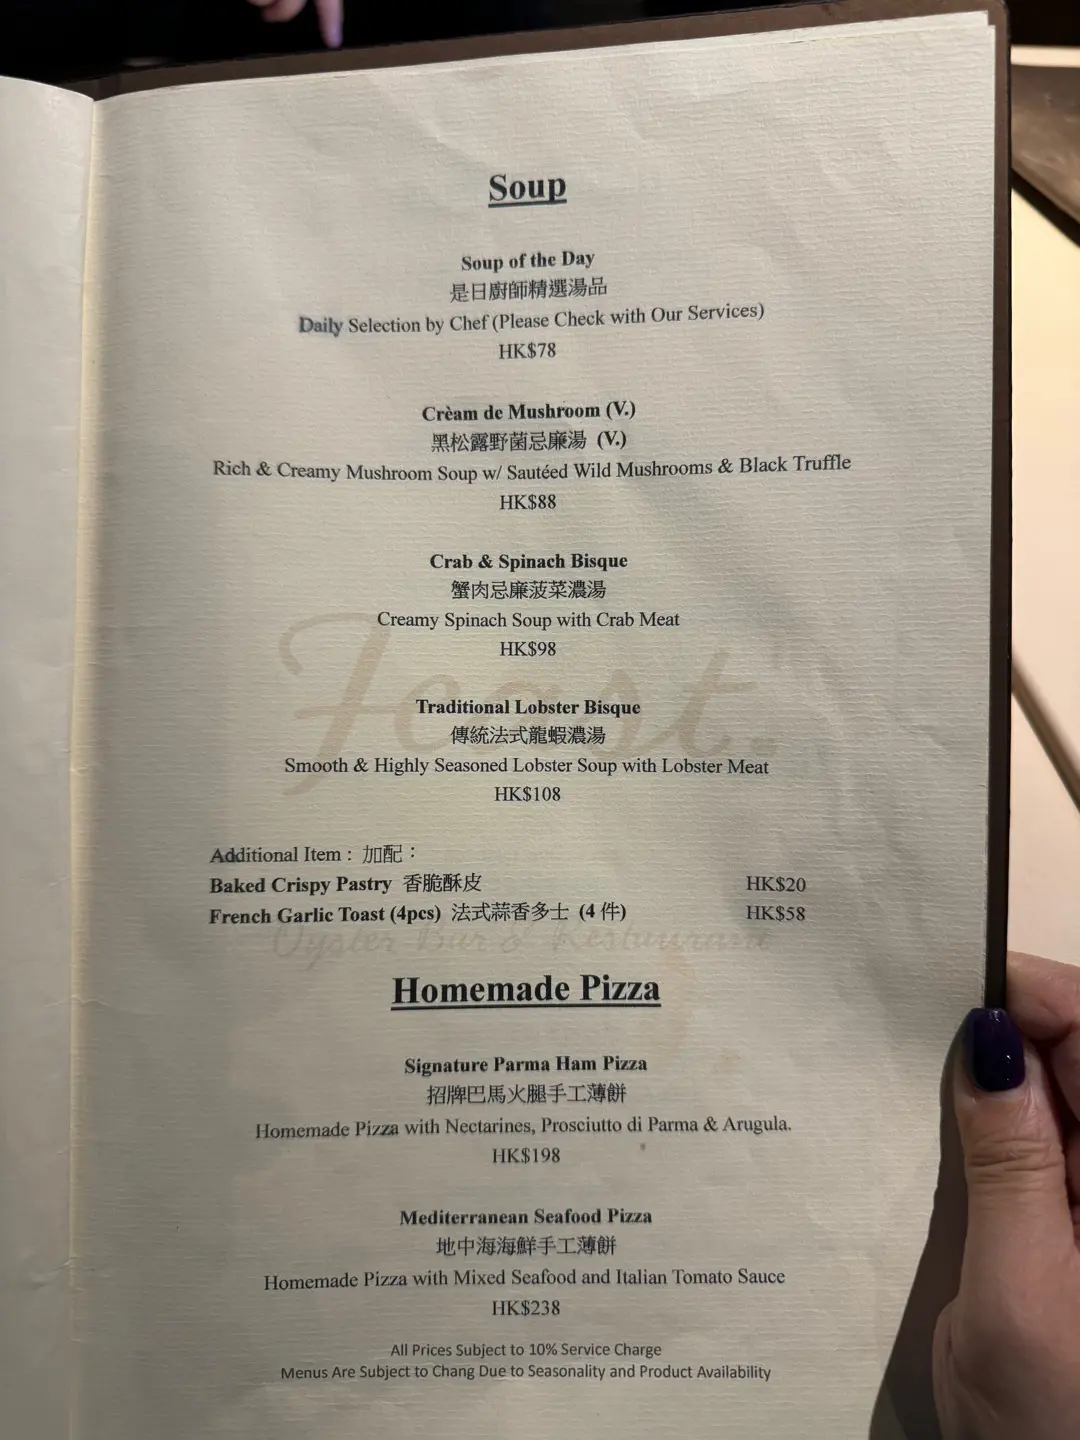 Soup
Soup of the Day
是日廚師精選湯品
Daily Selection by Chef (Please Check with Our Services)
HK$78
Crèam de Mushroom (V.)
黑松露野菌忌廉湯 (V.)
Rich & Creamy Mushroom Soup w/ Sautéed Wild Mushrooms & Black Truffle
HK$88
Crab & Spinach Bisque
蟹肉忌廉菠菜濃湯
Creamy Spinach Soup with Crab Meat
HK$98
Feast.
Traditional Lobster Bisque
傳統法式龍蝦濃湯
Smooth & Highly Seasoned Lobster Soup with Lobster Meat
HK$108
Additional Item : 加配：
Baked Crispy Pastry 香脆酥皮 HK$20
French Garlic Toast (4pcs) 法式蒜香多士 (4 件) HK$58
Oyster Bar & Restaurant
Homemade Pizza
Signature Parma Ham Pizza
招牌巴馬火腿手工薄餅
Homemade Pizza with Nectarines, Prosciutto di Parma & Arugula.
HK$198
Mediterranean Seafood Pizza
地中海海鮮手工薄餅
Homemade Pizza with Mixed Seafood and Italian Tomato Sauce
HK$238
All Prices Subject to 10% Service Charge
Menus Are Subject to Chang Due to Seasonality and Product Availability